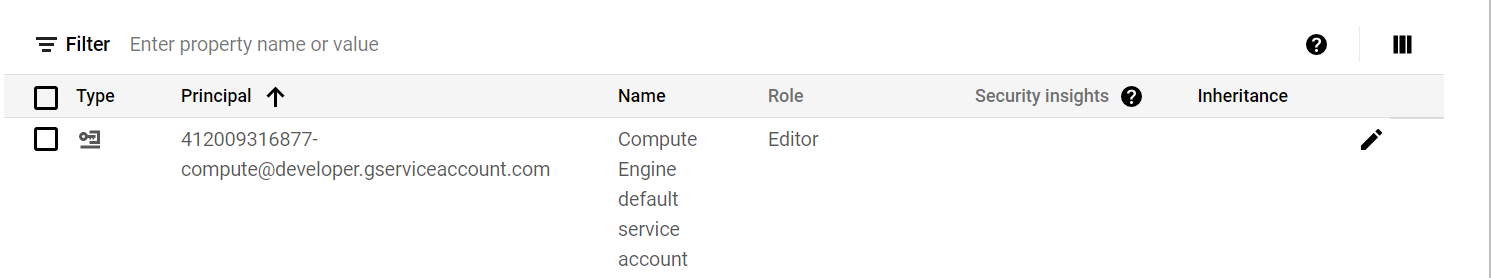 Filter Enter property name or value
Type Principal Name Role Security insights Inheritance
412009316877- Compute Editor
compute@developer.gserviceaccount.com Engine
default
service
account